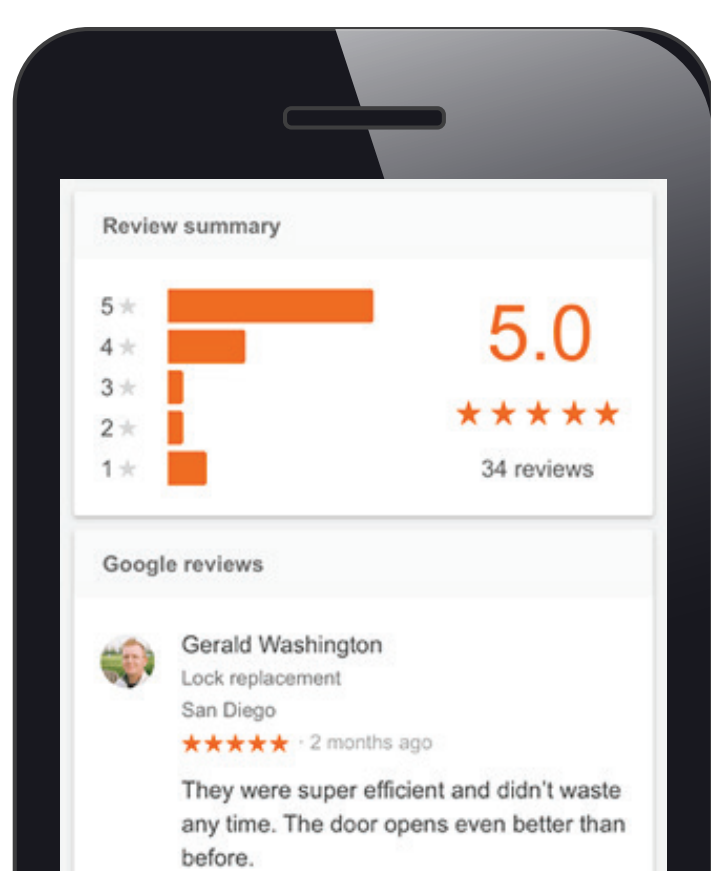 Review summary
5 ★
4 ★
3 ★
2 ★
1 ★
5.0
★★★★★
34 reviews
Google reviews
Gerald Washington
Lock replacement
San Diego
★★★★★ · 2 months ago
They were super efficient and didn't waste
any time. The door opens even better than
before.